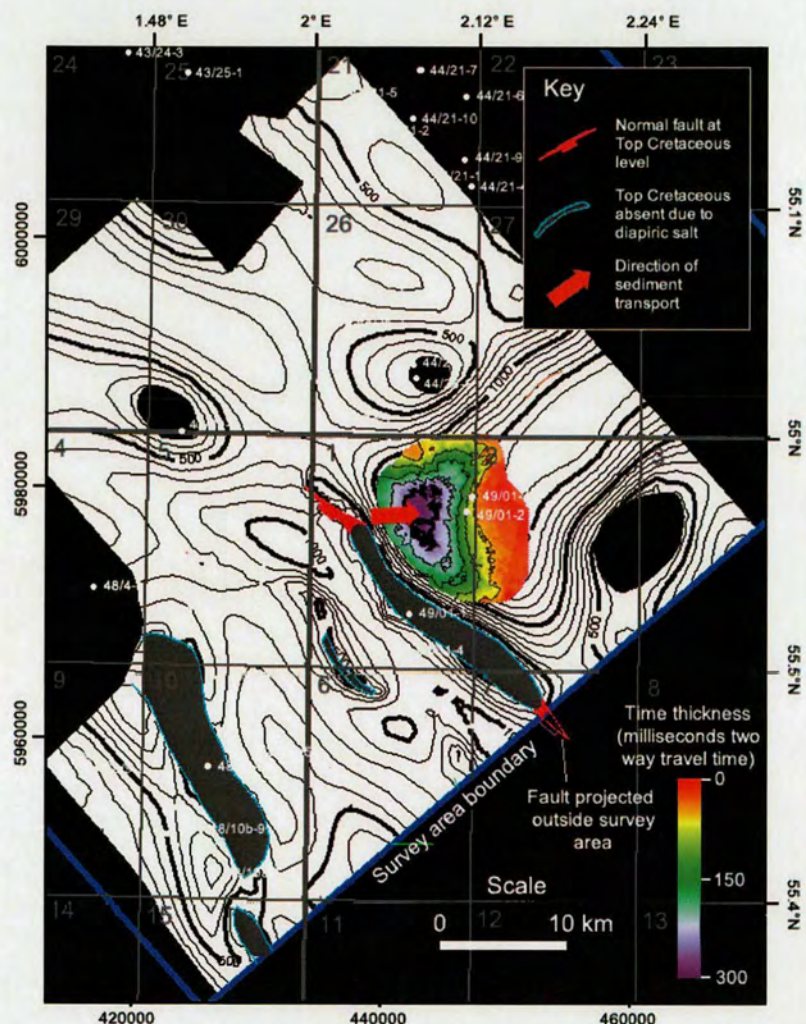 1.48° E 2° E 2.12° E 2.24° E
24
25
21
22
23
43/24-3
43/25-1
44/21-7
44/21-6
44/21-10
44/21-9
29
30
26
27
500
Key
Normal fault at
Top Cretaceous
level
Top Cretaceous
absent due to
diapiric salt
Direction of
sediment
transport
6000000
5980000
5960000
55.1°N
55°N
55.5°N
55.4°N
500
1000
500
4
1
49/01-2
48/4-
500
9
10
6
7
8
8/10b-9
Time thickness
(milliseconds two
way travel time)
0
150
300
Fault projected
outside survey
area
Survey area boundary
Scale
0 10 km
14
15
11
12
13
500
420000 440000 460000